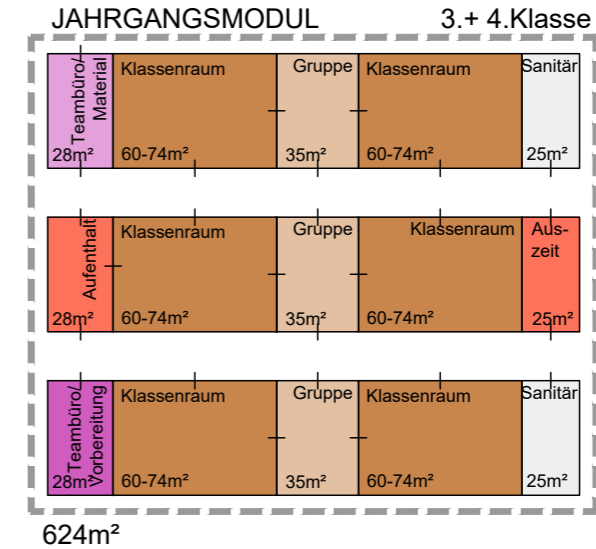 JAHRGANGSMODUL 3.+ 4.Klasse
Teambüro/
Material
28m²
Klassenraum
60-74m²
Gruppe
35m²
Klassenraum
60-74m²
Sanitär
25m²
Aufenthalt
28m²
Klassenraum
60-74m²
Gruppe
35m²
Klassenraum
60-74m²
Aus-
zeit
25m²
Teambüro/
Vorbereitung
28m²
Klassenraum
60-74m²
Gruppe
35m²
Klassenraum
60-74m²
Sanitär
25m²
624m²